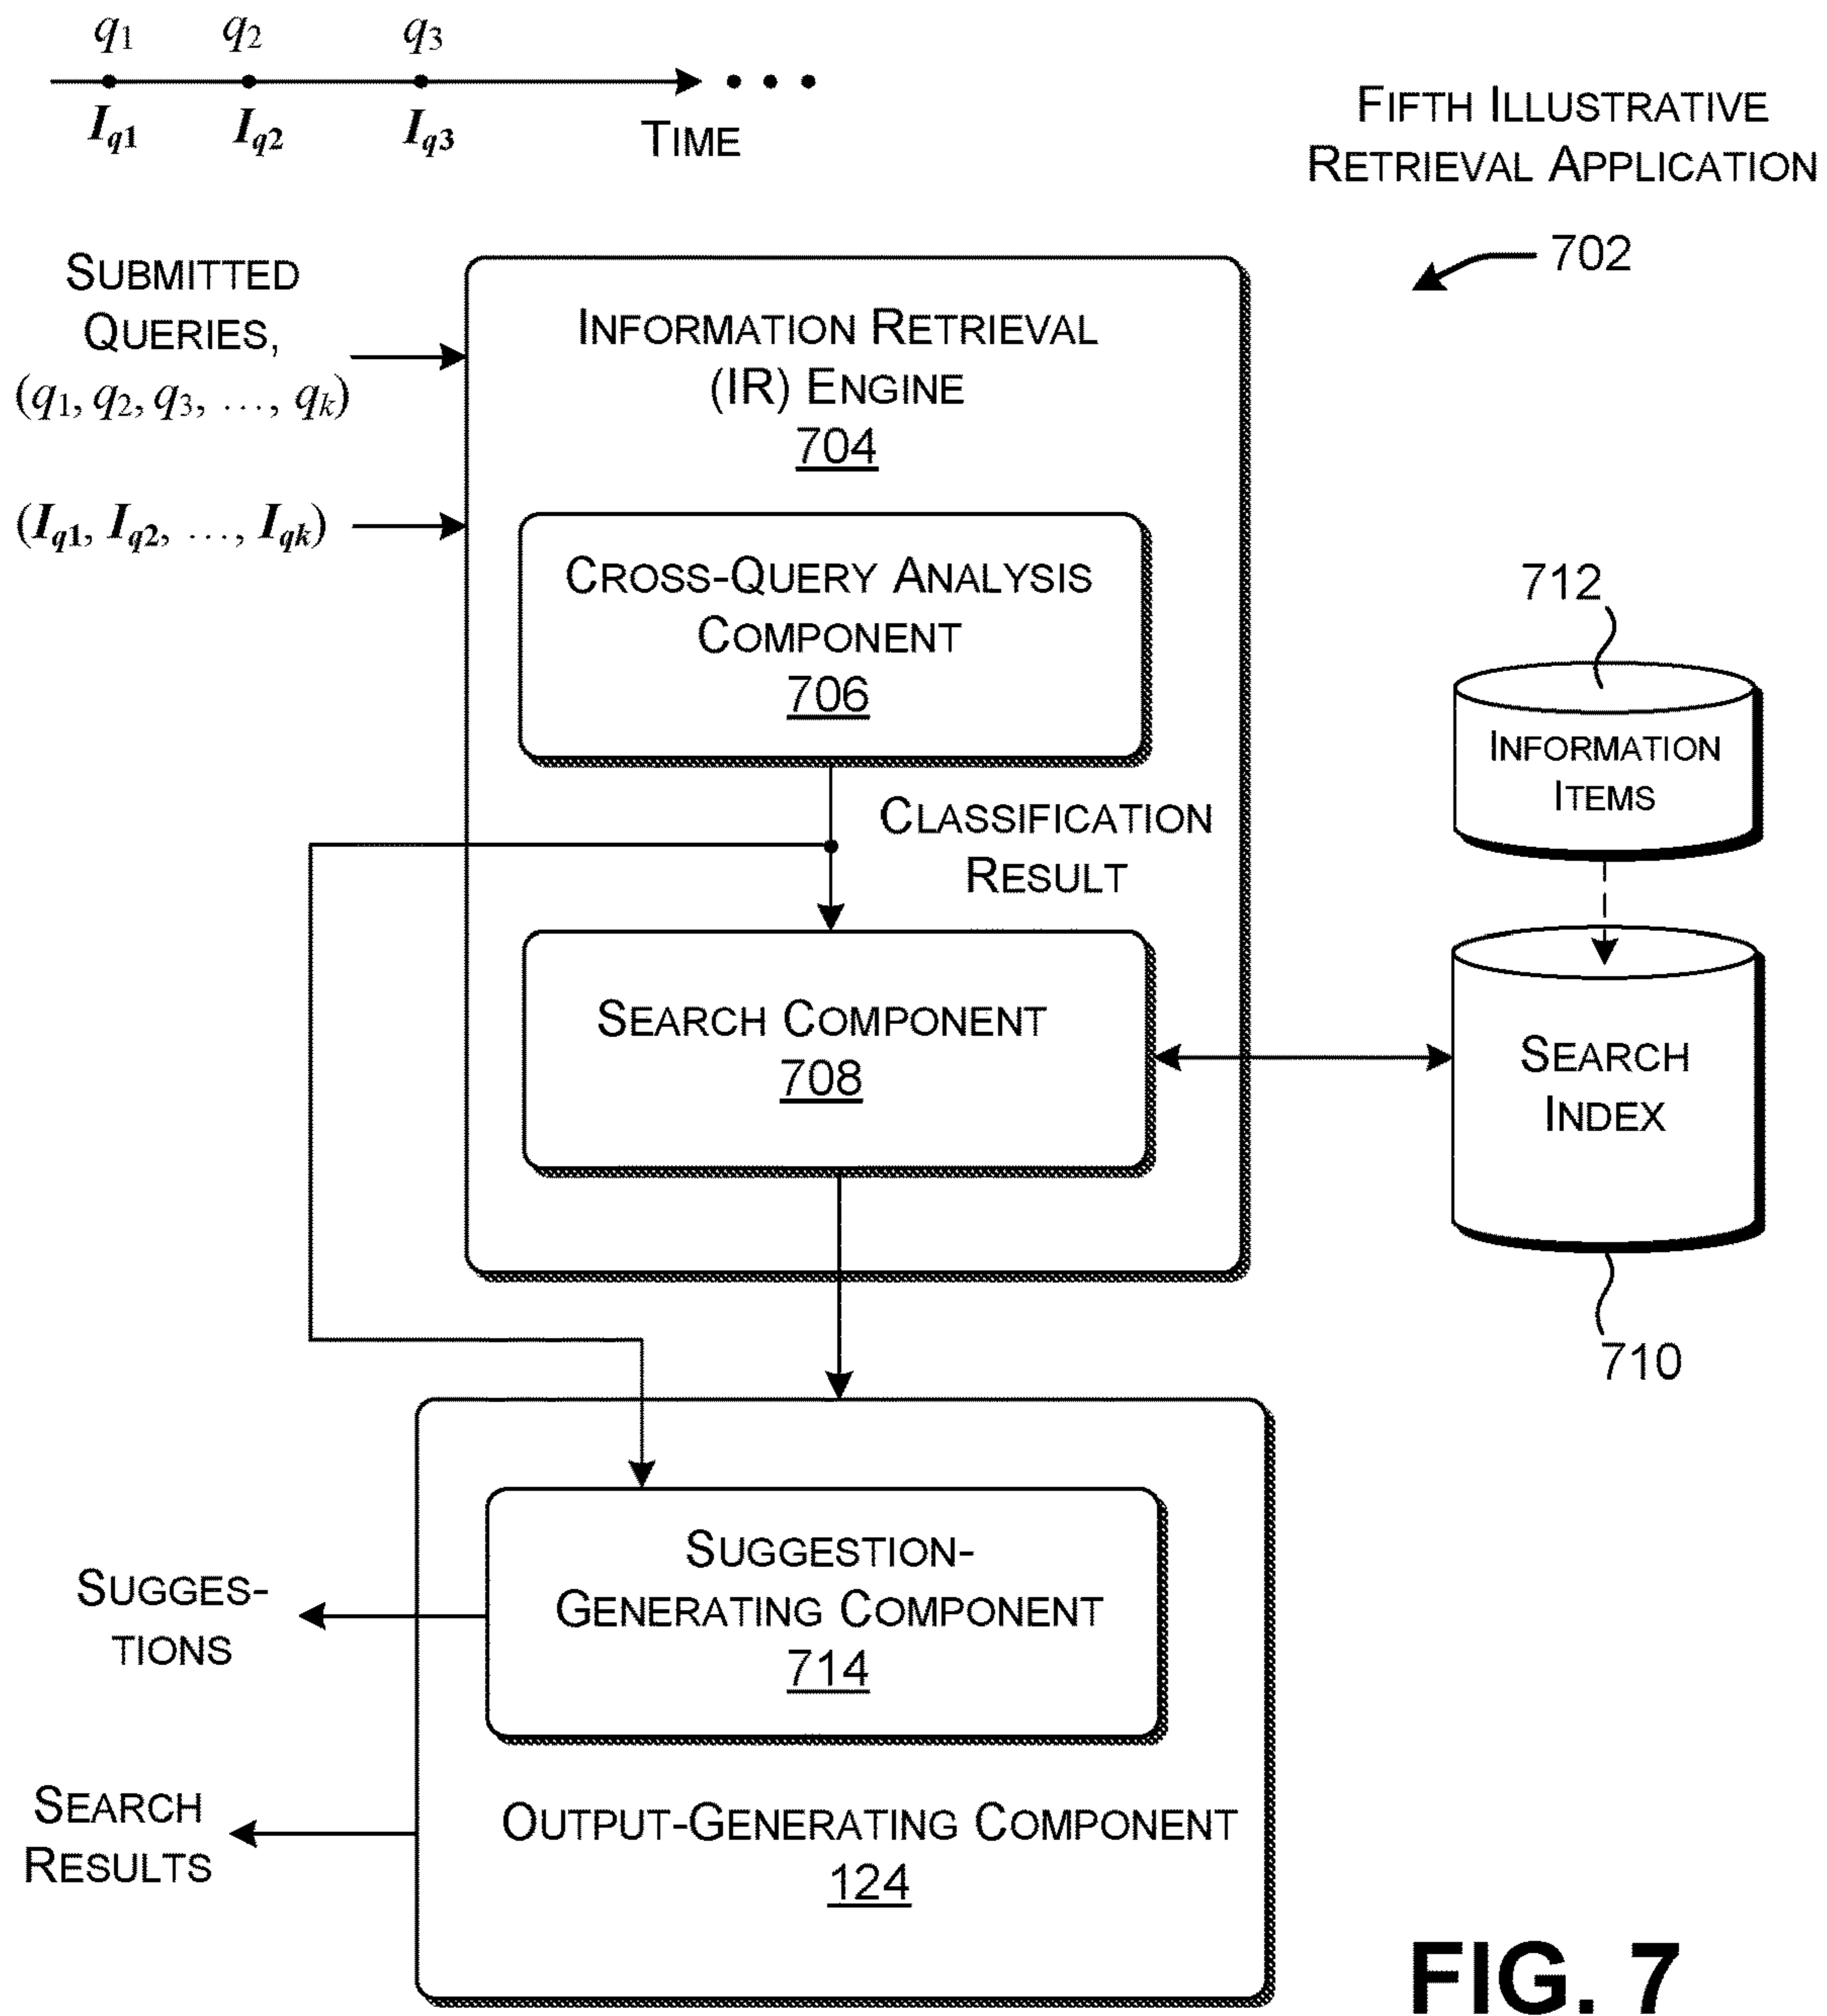 q1 q2 q3
Iq1 Iq2 Iq3 TIME
FIFTH ILLUSTRATIVE
RETRIEVAL APPLICATION
702
SUBMITTED
QUERIES,
(q1, q2, q3, …, qk)
(Iq1, Iq2, …, Iqk)
INFORMATION RETRIEVAL
(IR) ENGINE
704
CROSS-QUERY ANALYSIS
COMPONENT
706
CLASSIFICATION
RESULT
SEARCH COMPONENT
708
712
INFORMATION
ITEMS
SEARCH
INDEX
710
SUGGESTION-
GENERATING COMPONENT
714
SUGGES-
TIONS
SEARCH
RESULTS
OUTPUT-GENERATING COMPONENT
124
FIG. 7